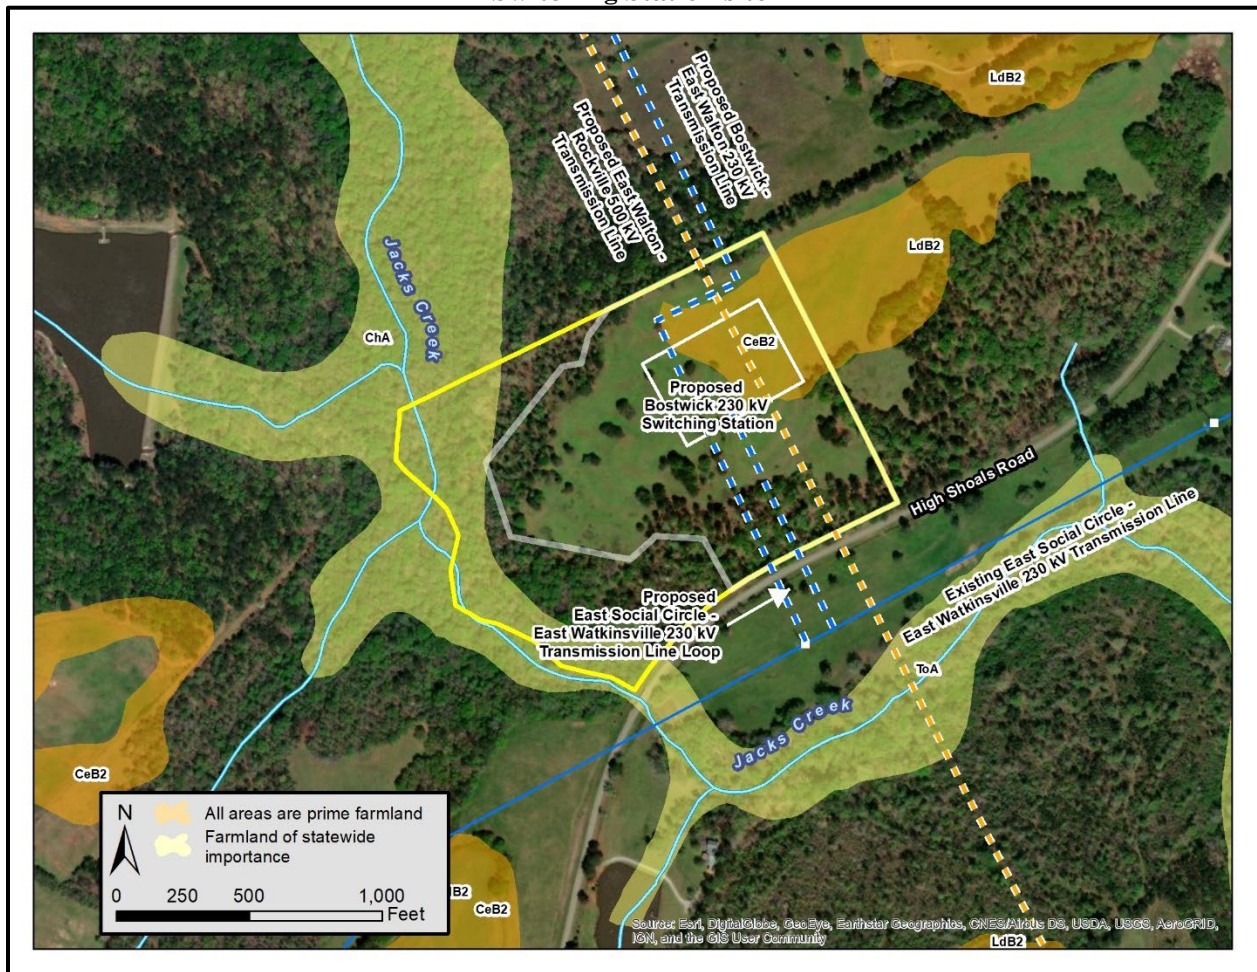 LdB2
Proposed Bostwick -
East Walton 230 kV
Transmission Line
Proposed East Walton -
Rockville 500 kV
Transmission Line
LdB2
Jacks Creek
ChA
CeB2
Proposed
Bostwick 230 kV
Switching Station
High Shoals Road
Existing East Social Circle -
East Watkinsville 230 kV Transmission Line
Proposed
East Social Circle -
East Watkinsville 230 kV
Transmission Line Loop
ToA
Jacks Creek
CeB2
N
All areas are prime farmland
Farmland of statewide
importance
0 250 500 1,000
Feet
CeB2
Source: Esri, DigitalGlobe, GeoEye, Earthstar Geographics, CNES/Airbus DS, USDA, USGS, AeroGRID,
IGN, and the GIS User Community
LdB2